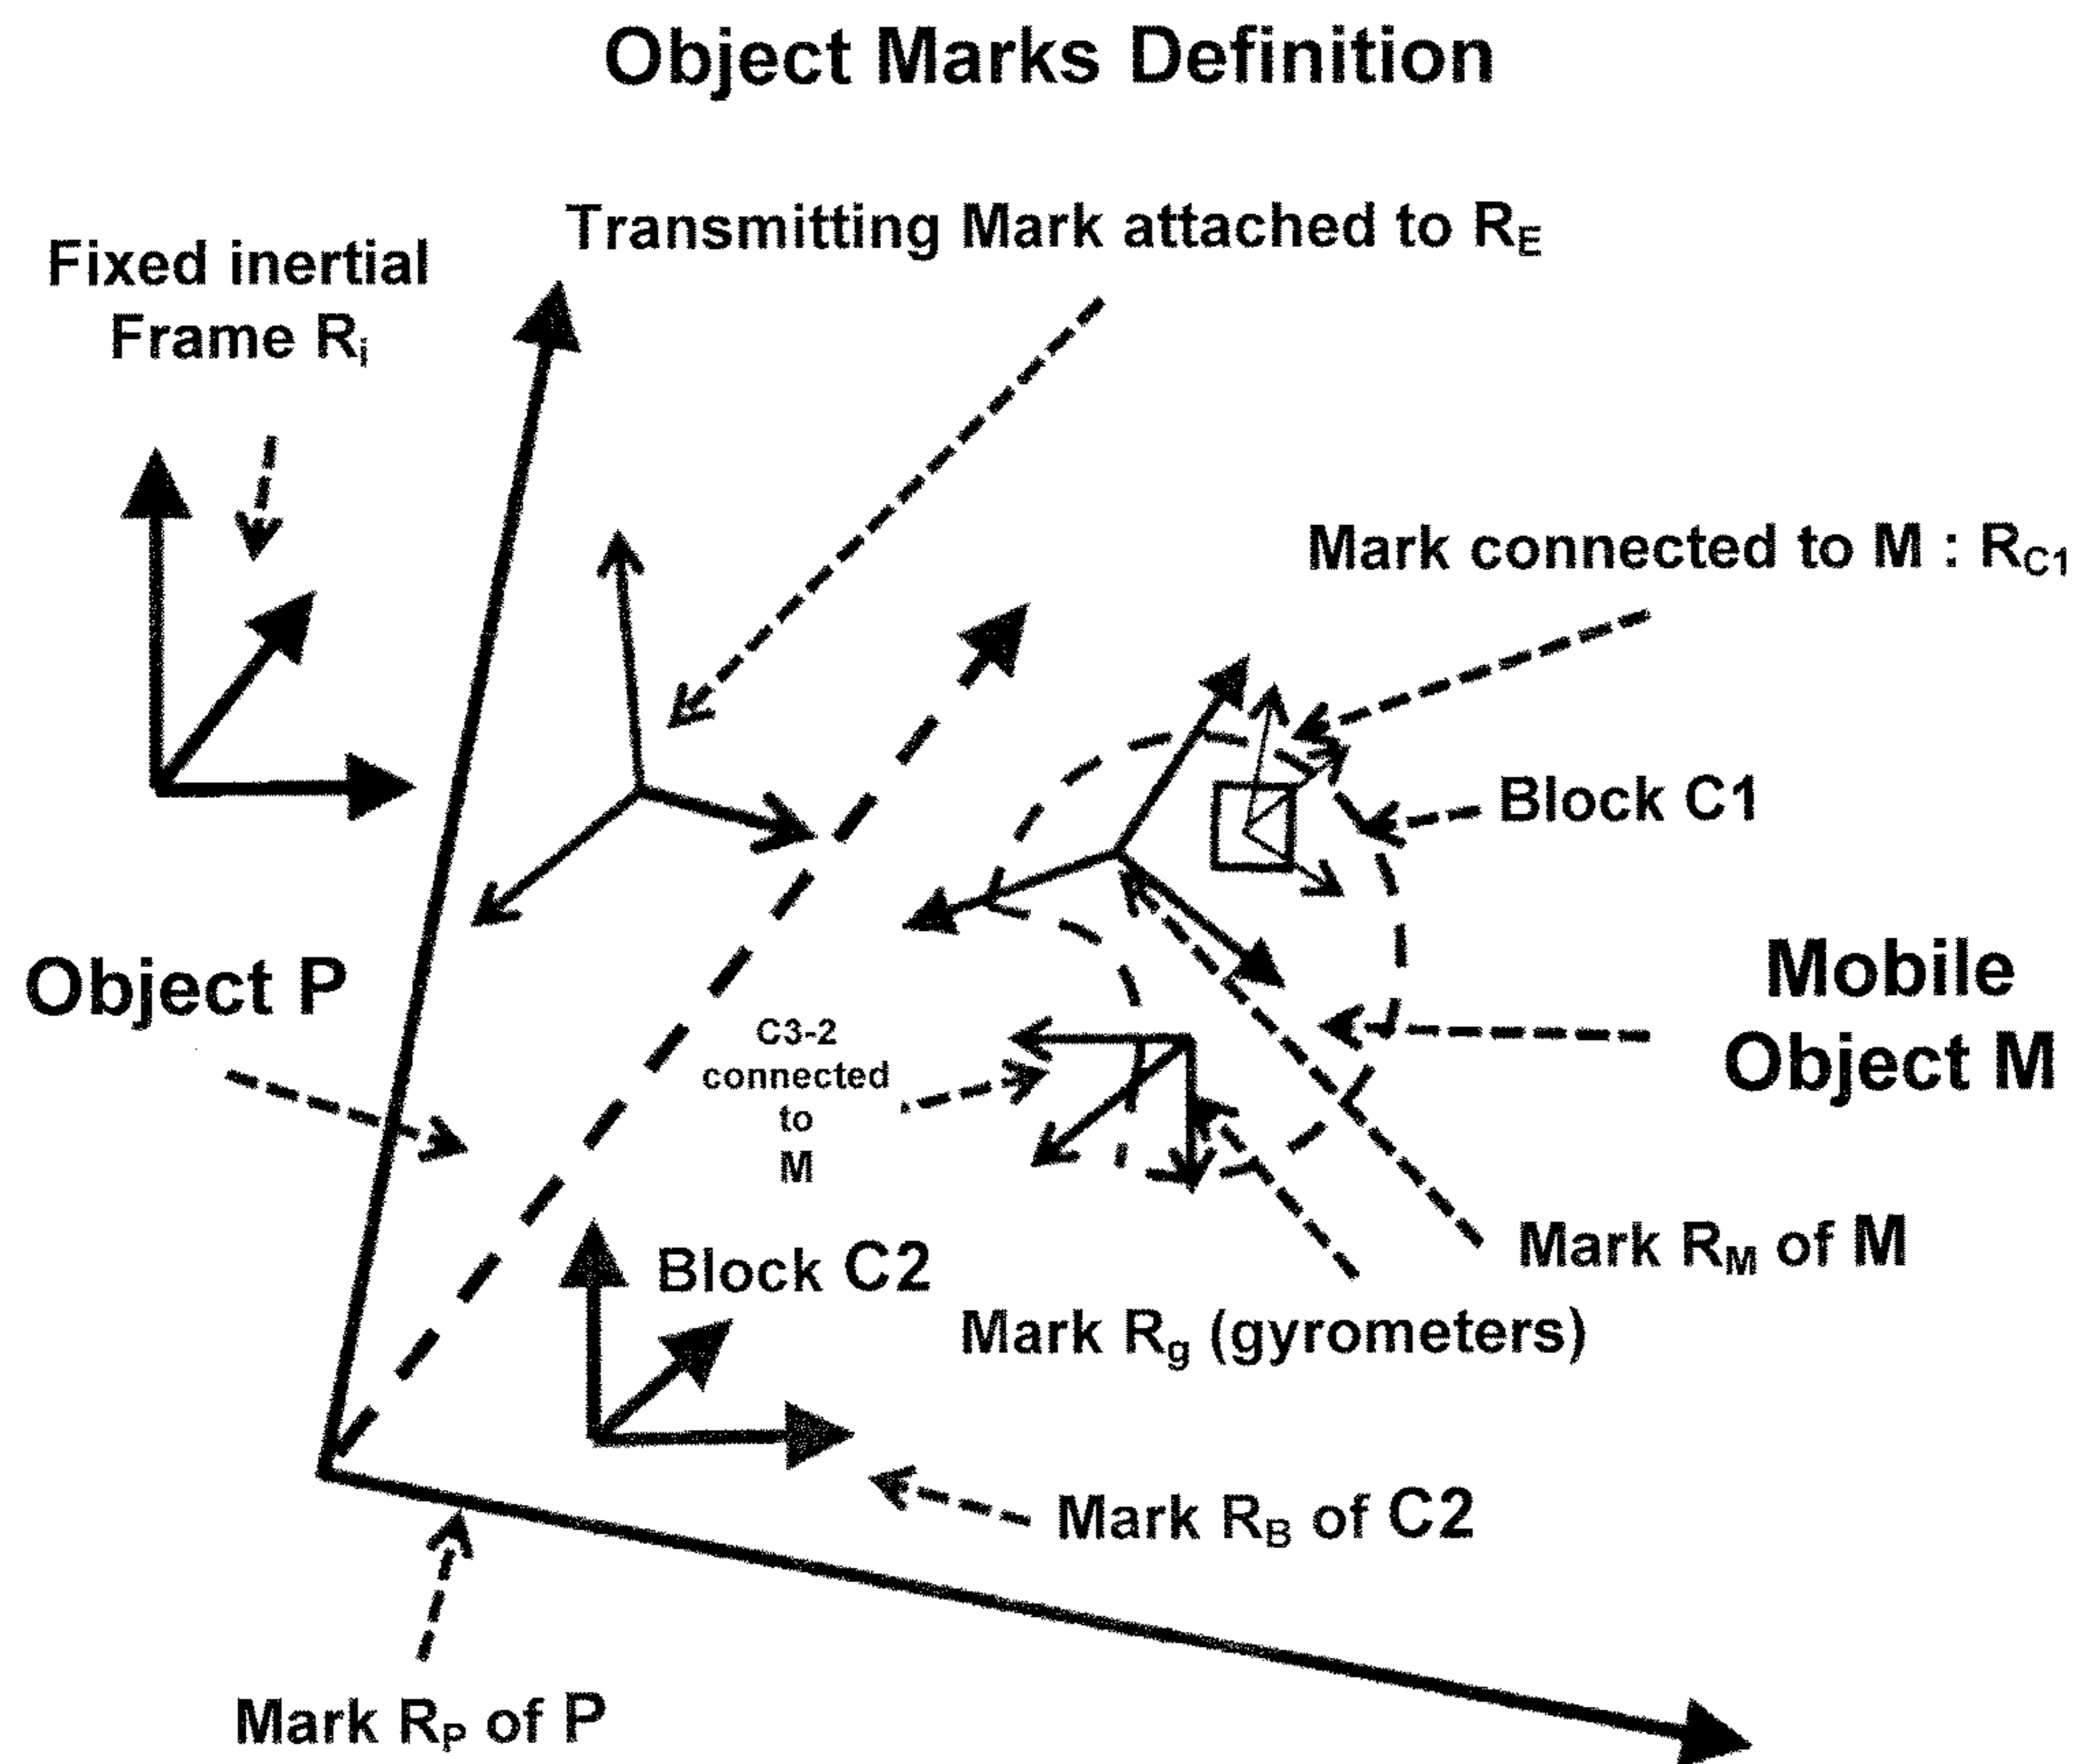 Object Marks Definition
Transmitting Mark attached to RE
Fixed inertial
Frame Ri
Mark connected to M : RC1
Block C1
Object P
Mobile
Object M
C3-2
connected
to
M
Mark RM of M
Block C2
Mark Rg (gyrometers)
Mark RB of C2
Mark RP of P